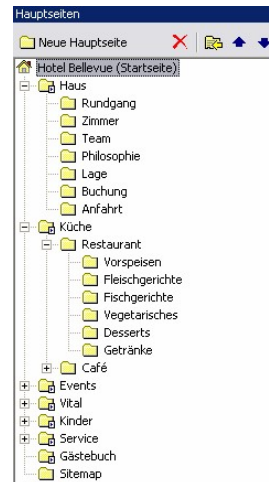 Hauptseiten
Neue Hauptseite
Hotel Bellevue (Startseite)
Haus
Rundgang
Zimmer
Team
Philosophie
Lage
Buchung
Anfahrt
Küche
Restaurant
Vorspeisen
Fleischgerichte
Fischgerichte
Vegetarisches
Desserts
Getränke
Café
Events
Vital
Kinder
Service
Gästebuch
Sitemap